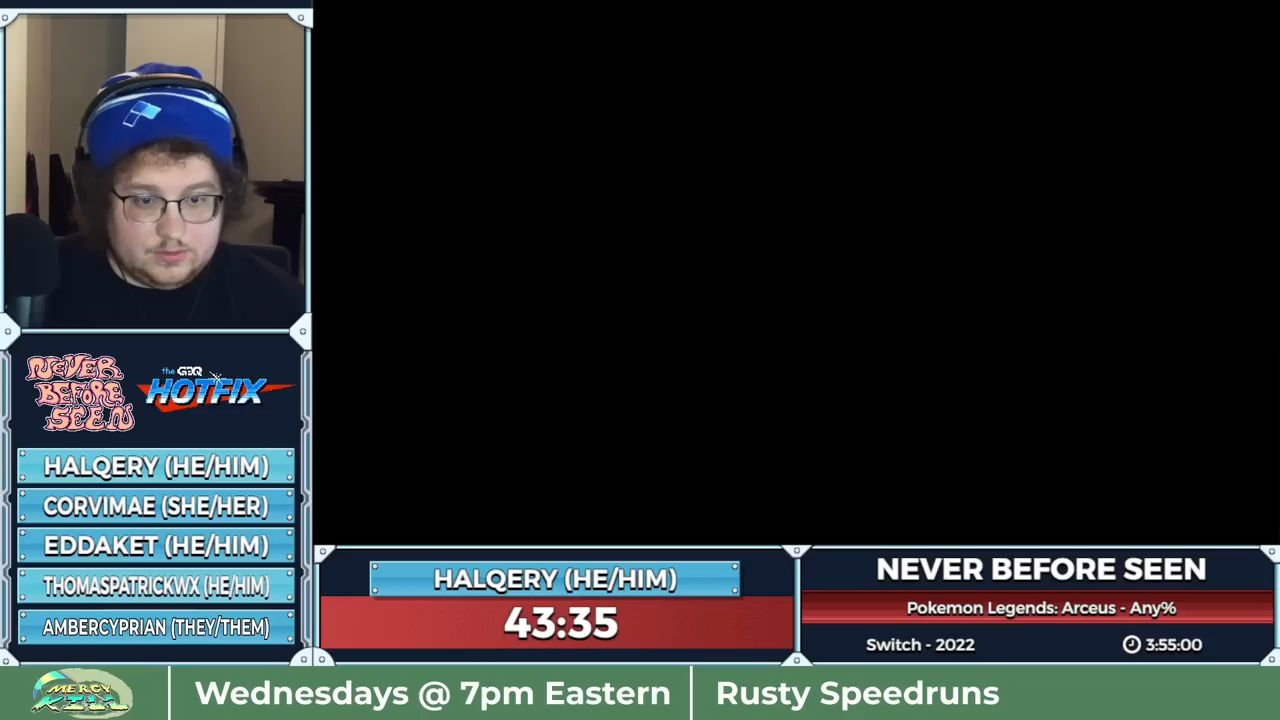 NEVER
BEFORE
SEEN
the GDQ
HOTFIX
HALQERY (HE/HIM)
CORVIMAE (SHE/HER)
EDDAKET (HE/HIM)
THOMASPATRICKWX (HE/HIM)
AMBERCYPRIAN (THEY/THEM)
HALQERY (HE/HIM)
43:35
NEVER BEFORE SEEN
Pokemon Legends: Arceus - Any%
Switch - 2022
3:55:00
MERCY
Wednesdays @ 7pm Eastern
Rusty Speedruns